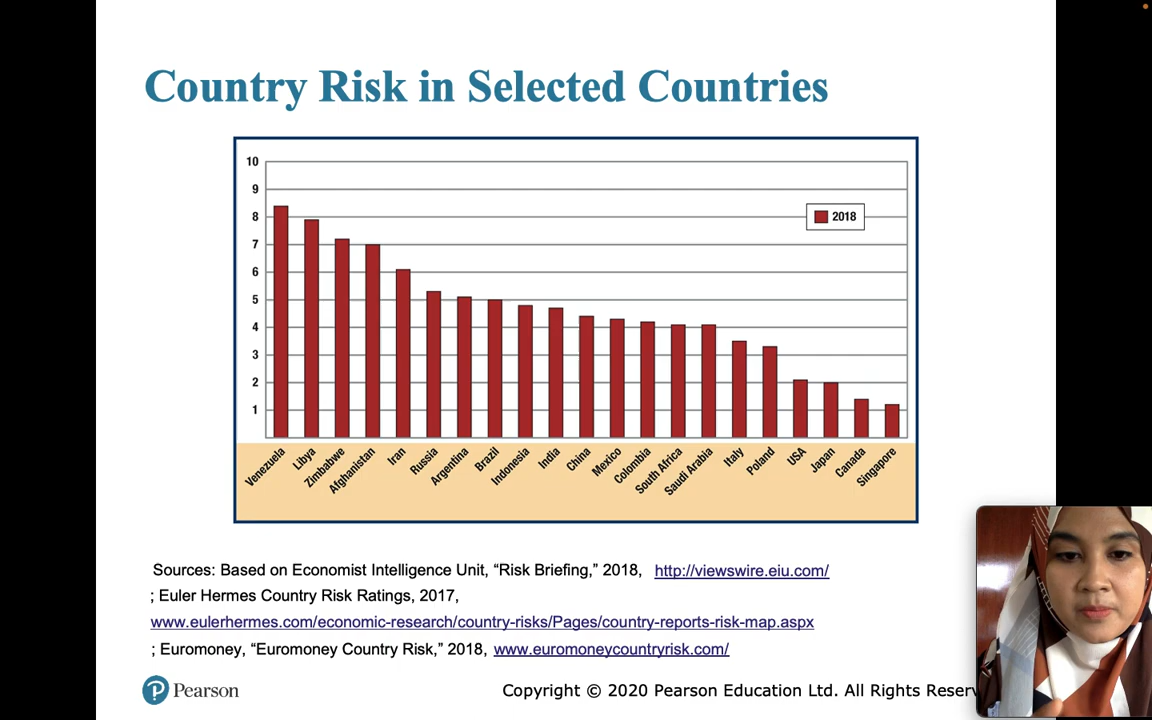 Country Risk in Selected Countries
10
9
8
7
6
5
4
3
2
1
2018
Venezuela
Libya
Zimbabwe
Afghanistan
Iran
Russia
Argentina
Brazil
Indonesia
India
China
Mexico
Colombia
South Africa
Saudi Arabia
Italy
Poland
USA
Japan
Canada
Singapore
Sources: Based on Economist Intelligence Unit, “Risk Briefing,” 2018, http://viewswire.eiu.com/
; Euler Hermes Country Risk Ratings, 2017,
www.eulerhermes.com/economic-research/country-risks/Pages/country-reports-risk-map.aspx
; Euromoney, “Euromoney Country Risk,” 2018, www.euromoneycountryrisk.com/
P Pearson
Copyright © 2020 Pearson Education Ltd. All Rights Reserv